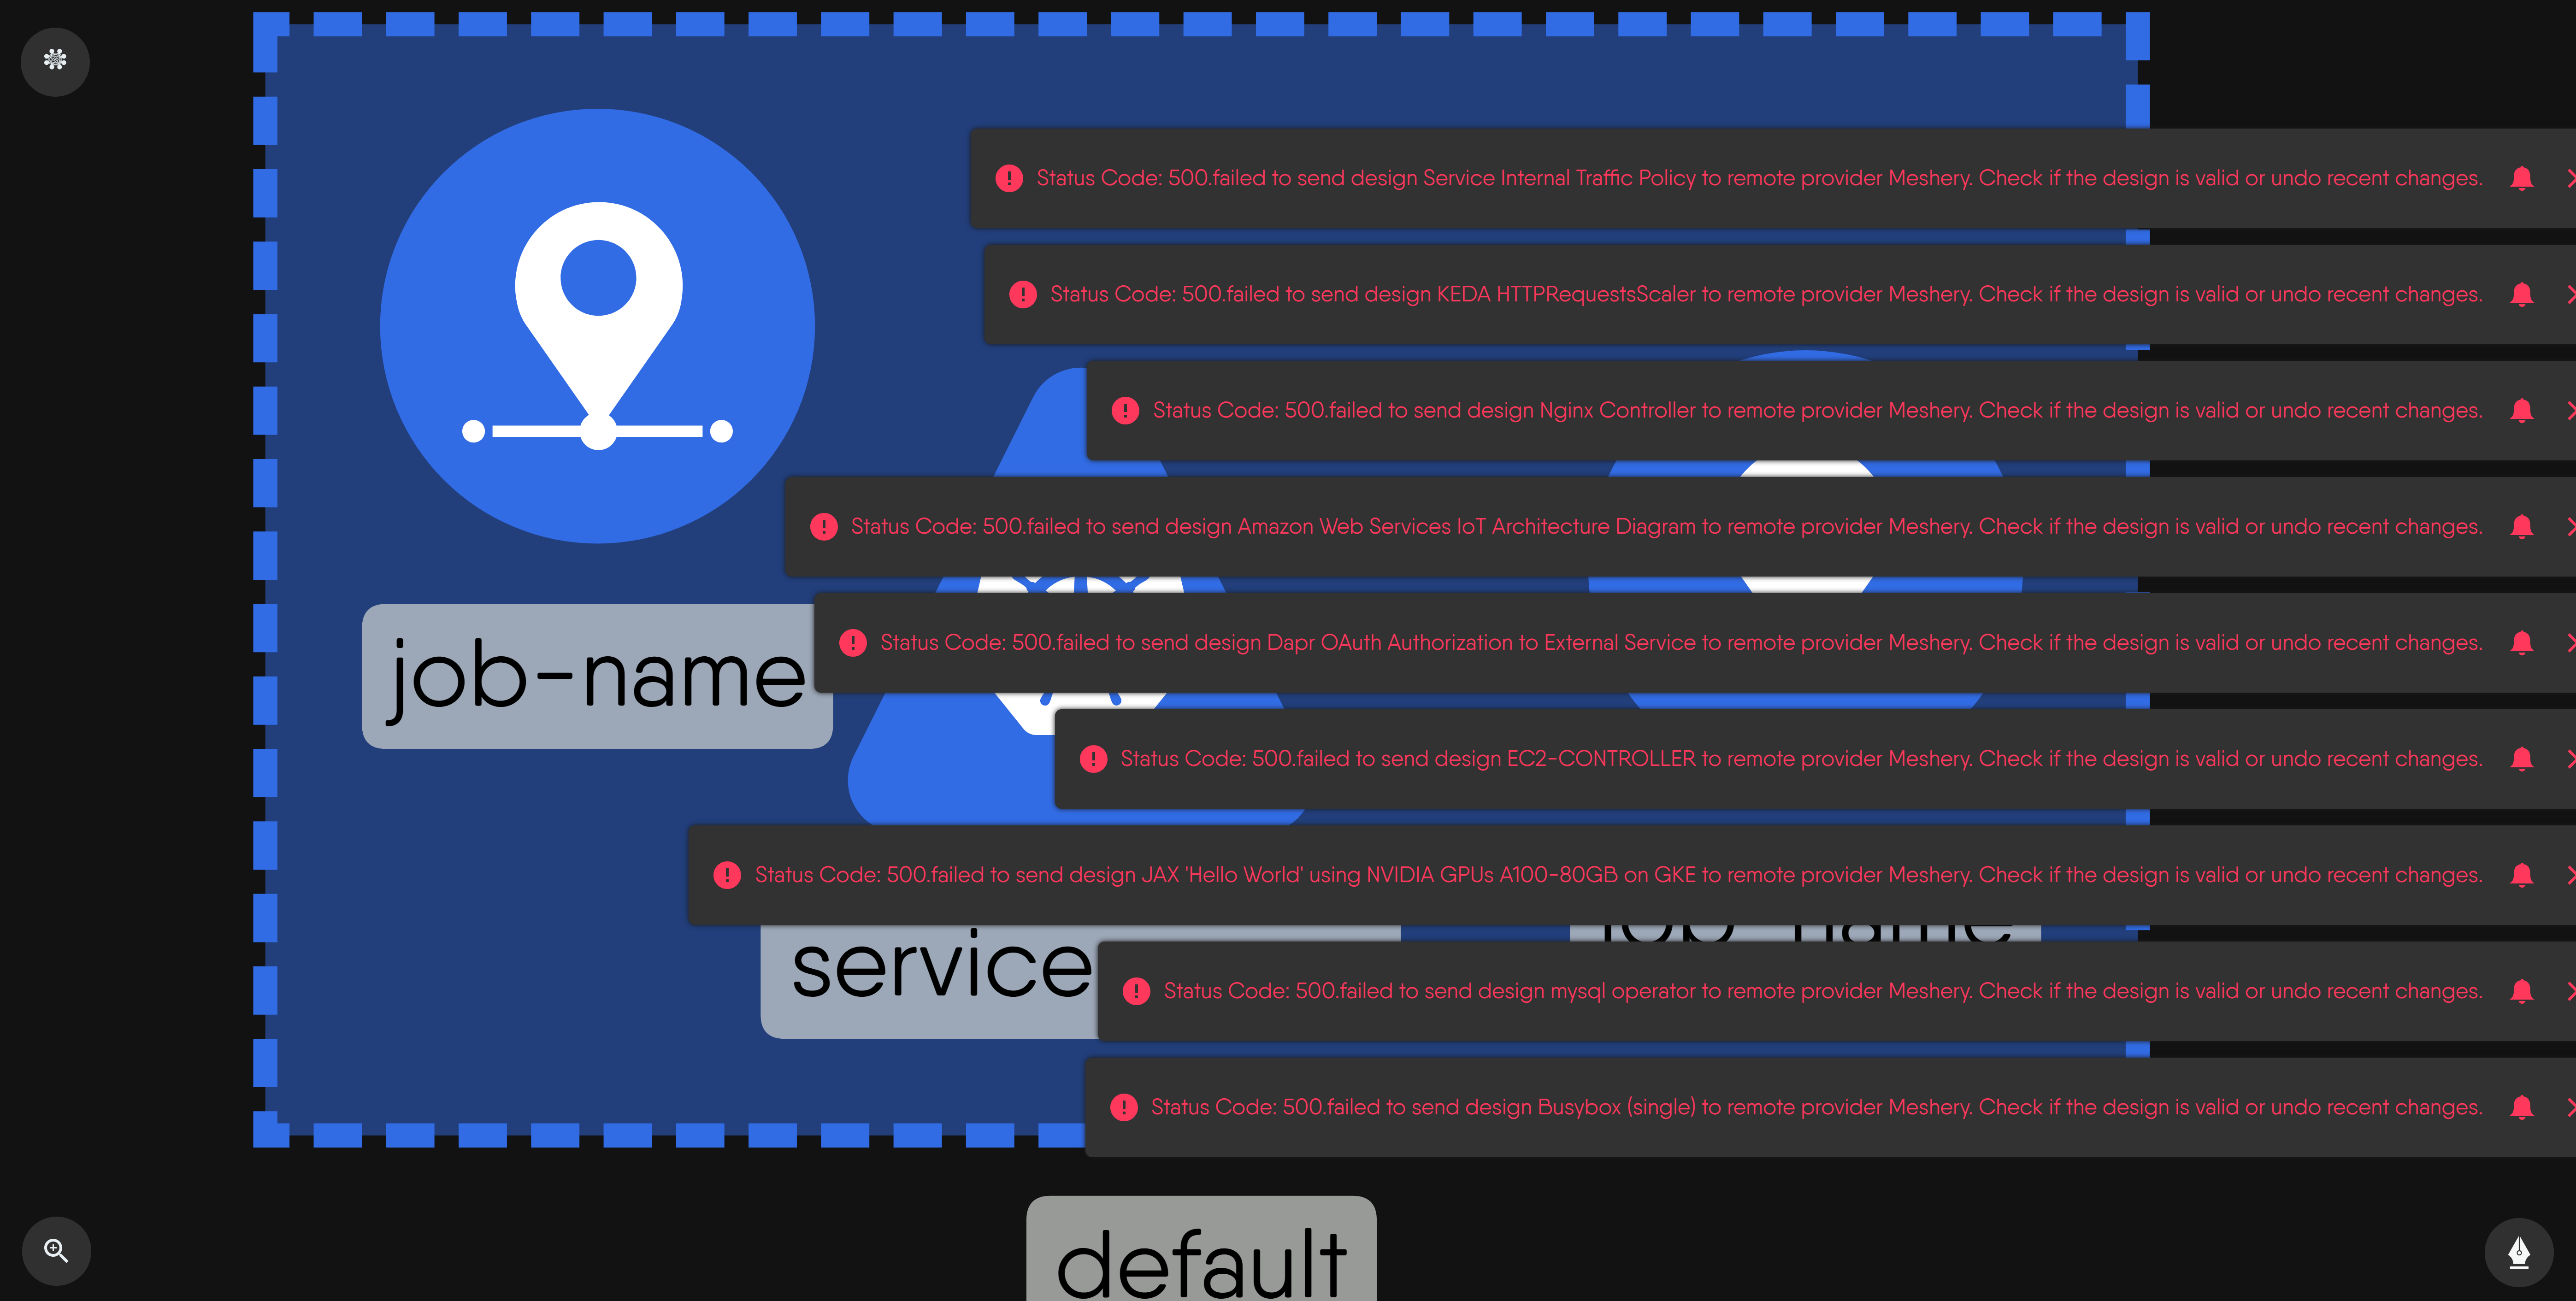 Status Code: 500.failed to send design Service Internal Traffic Policy to remote provider Meshery. Check if the design is valid or undo recent changes.
Status Code: 500.failed to send design KEDA HTTPRequestsScaler to remote provider Meshery. Check if the design is valid or undo recent changes.
Status Code: 500.failed to send design Nginx Controller to remote provider Meshery. Check if the design is valid or undo recent changes.
Status Code: 500.failed to send design Amazon Web Services IoT Architecture Diagram to remote provider Meshery. Check if the design is valid or undo recent changes.
Status Code: 500.failed to send design Dapr OAuth Authorization to External Service to remote provider Meshery. Check if the design is valid or undo recent changes.
job-name
Status Code: 500.failed to send design EC2-CONTROLLER to remote provider Meshery. Check if the design is valid or undo recent changes.
Status Code: 500.failed to send design JAX 'Hello World' using NVIDIA GPUs A100-80GB on GKE to remote provider Meshery. Check if the design is valid or undo recent changes.
service
Status Code: 500.failed to send design mysql operator to remote provider Meshery. Check if the design is valid or undo recent changes.
Status Code: 500.failed to send design Busybox (single) to remote provider Meshery. Check if the design is valid or undo recent changes.
default